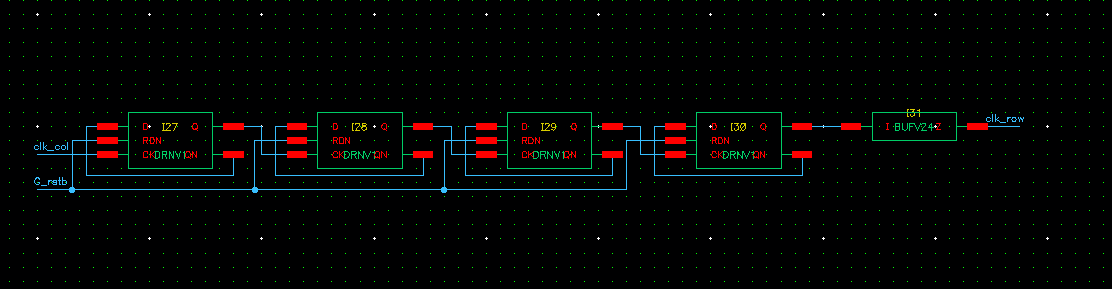 D I27 Q
RDN
CK DRNV1 QN
D I28 Q
RDN
CK DRNV1 QN
D I29 Q
RDN
CK DRNV1 QN
D I30 Q
RDN
CK DRNV1 QN
I31
I BUFV24 Z
clk_row
clk_col
G_rstb